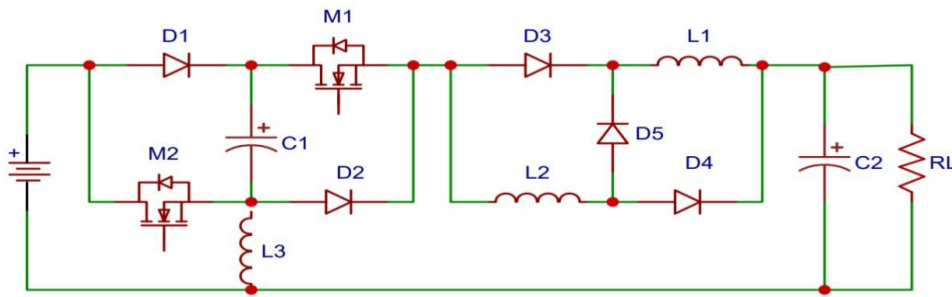 M1
D1
D3
L1
+
C1
D5
+
C2
RL
+
M2
D2
L2
D4
L3